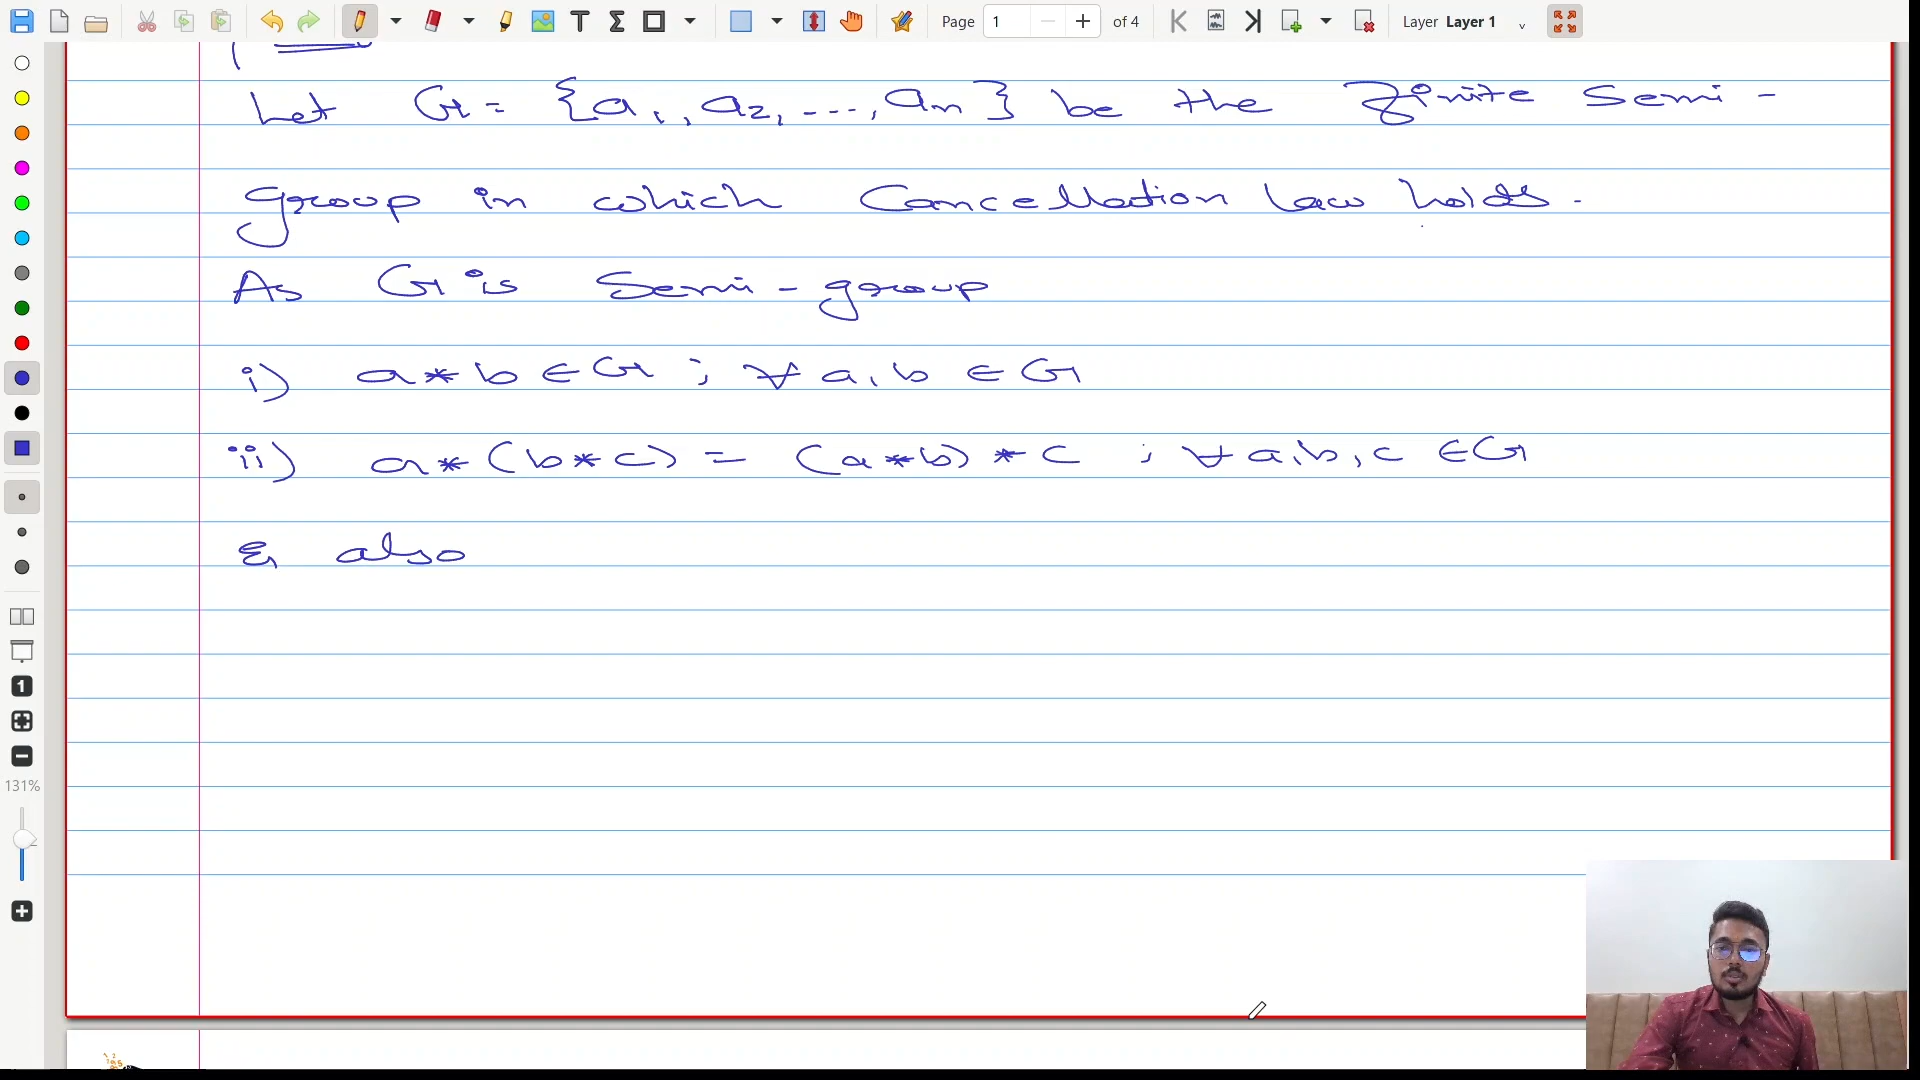 Page 1 of 4 Layer Layer 1
Let G = {a1, a2, ---, an} be the finite semi-
group in which Cancellation law holds.
As G is Semi-group
i) a*b ∈ G ; ∀ a, b ∈ G
ii) a*(b*c) = (a*b)*c ; ∀ a, b, c ∈ G
& also
131%